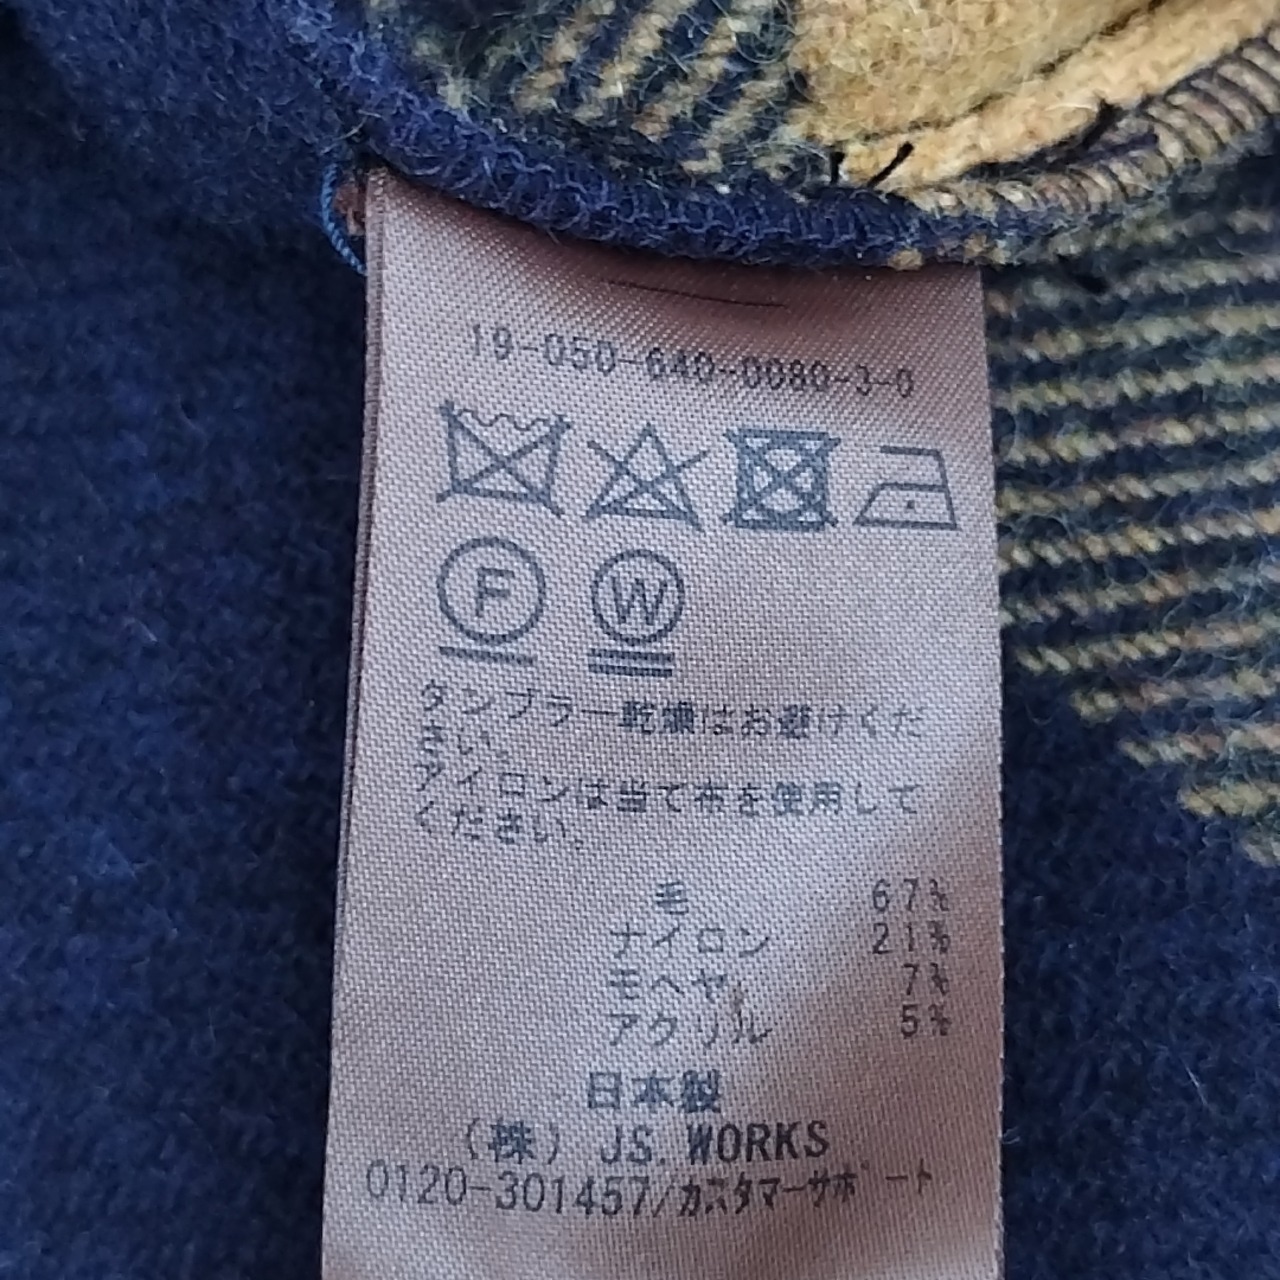 19-050-640-0080-3-0
F W
タンブラー乾燥はお避けくだ
さい。
アイロンは当て布を使用して
ください。
毛 67%
ナイロン 21%
モヘヤ 7%
アクリル 5%
日本製
(株) JS.WORKS
0120-301457/カスタマーサポート